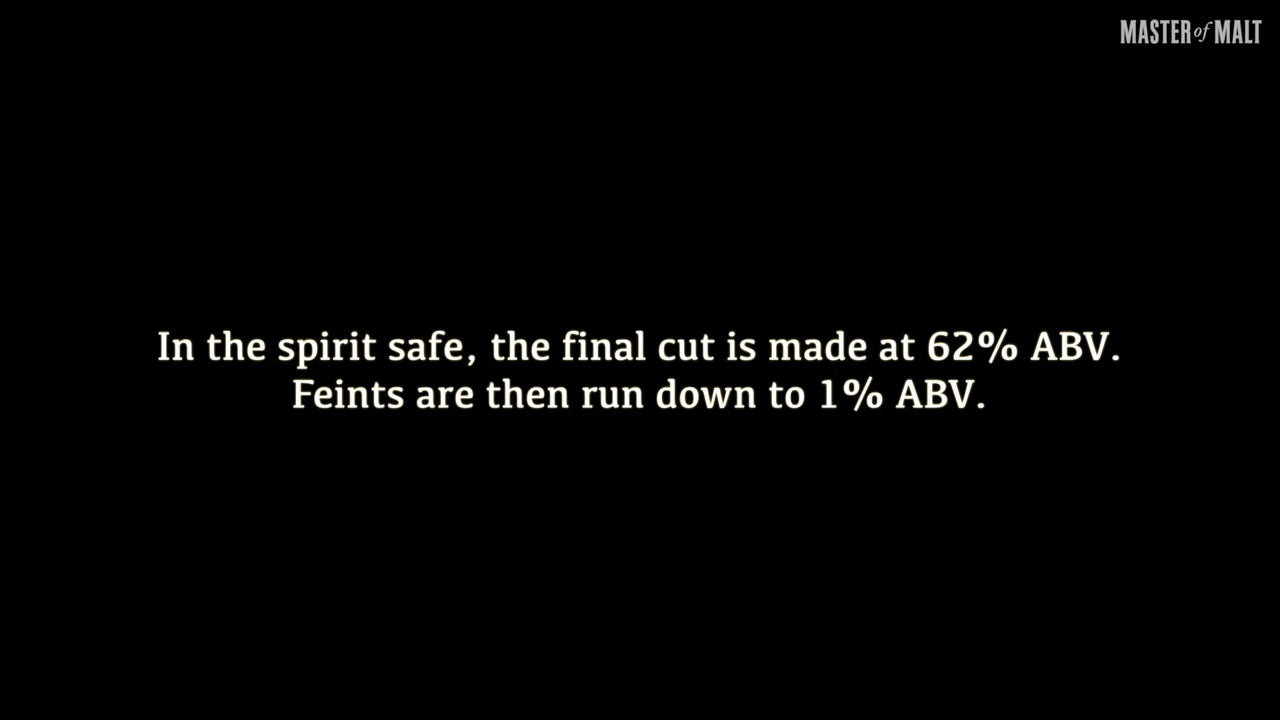 MASTER of MALT
In the spirit safe, the final cut is made at 62% ABV.
Feints are then run down to 1% ABV.